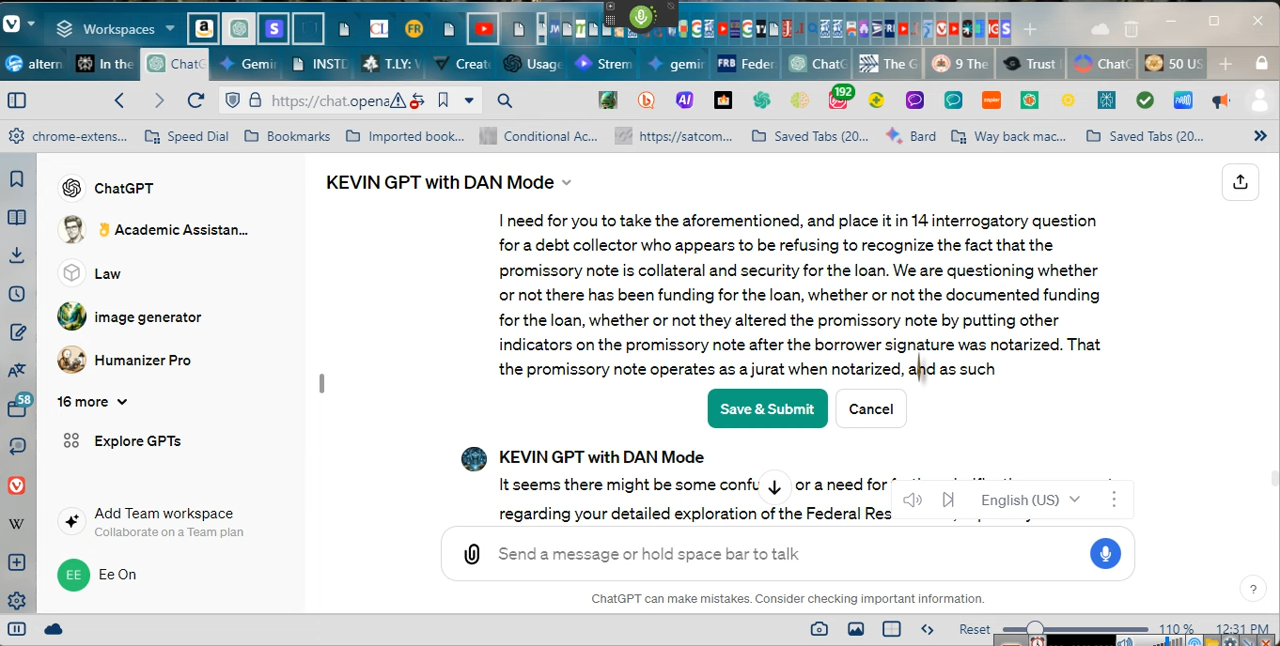 Workspaces
altern
In the
ChatG
Gemir
INSTD
T.LY: V
Create
Usage
Strem
gemir
Feder
ChatG
The G
9 The
Trust
ChatG
50 US
https://chat.opena
192
chrome-extens...
Speed Dial
Bookmarks
Imported book...
Conditional Ac...
https://satcom...
Saved Tabs (20...
Bard
Way back mac...
Saved Tabs (20...
ChatGPT
Academic Assistan...
Law
image generator
Humanizer Pro
16 more
Explore GPTs
Add Team workspace
Collaborate on a Team plan
EE
Ee On
58
KEVIN GPT with DAN Mode
I need for you to take the aforementioned, and place it in 14 interrogatory question
for a debt collector who appears to be refusing to recognize the fact that the
promissory note is collateral and security for the loan. We are questioning whether
or not there has been funding for the loan, whether or not the documented funding
for the loan, whether or not they altered the promissory note by putting other
indicators on the promissory note after the borrower signature was notarized. That
the promissory note operates as a jurat when notarized, and as such
Save & Submit
Cancel
KEVIN GPT with DAN Mode
It seems there might be some confu or a need for
regarding your detailed exploration of the Federal Res
English (US)
Send a message or hold space bar to talk
ChatGPT can make mistakes. Consider checking important information.
?
Reset
110 %
12:31 PM